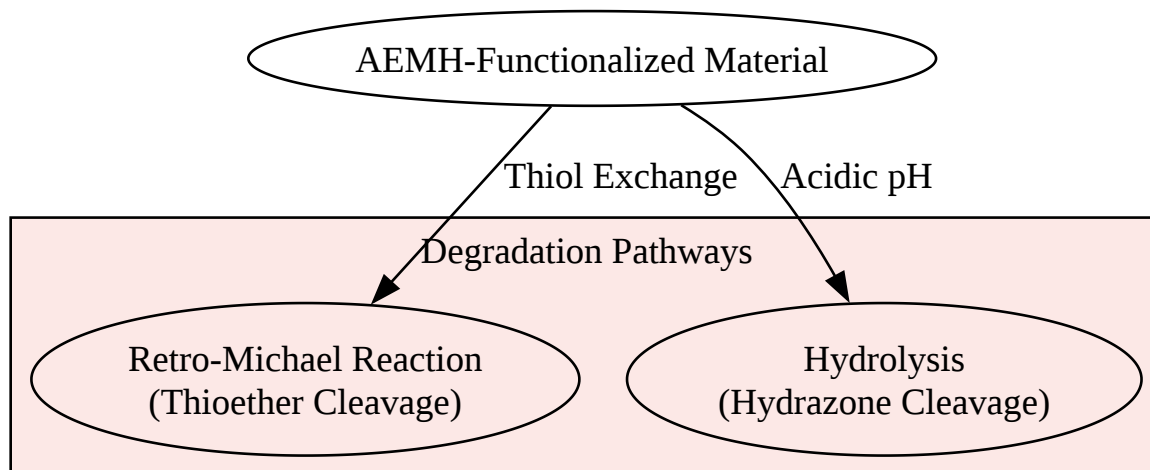 AEMH-Functionalized Material
Thiol Exchange
Acidic pH
Degradation Pathways
Retro-Michael Reaction
(Thioether Cleavage)
Hydrolysis
(Hydrazone Cleavage)